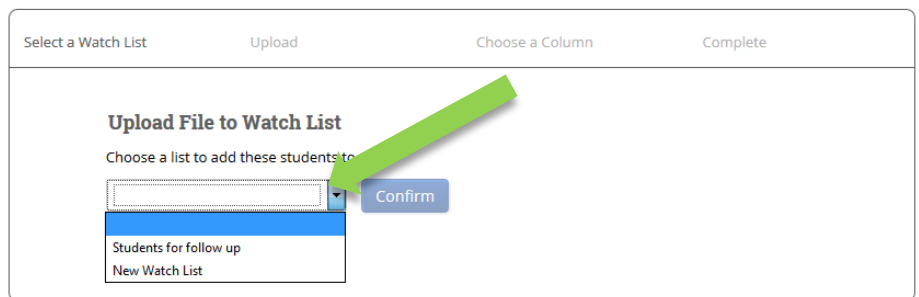 Select a Watch List Upload Choose a Column Complete
Upload File to Watch List
Choose a list to add these students to
Confirm
Students for follow up
New Watch List